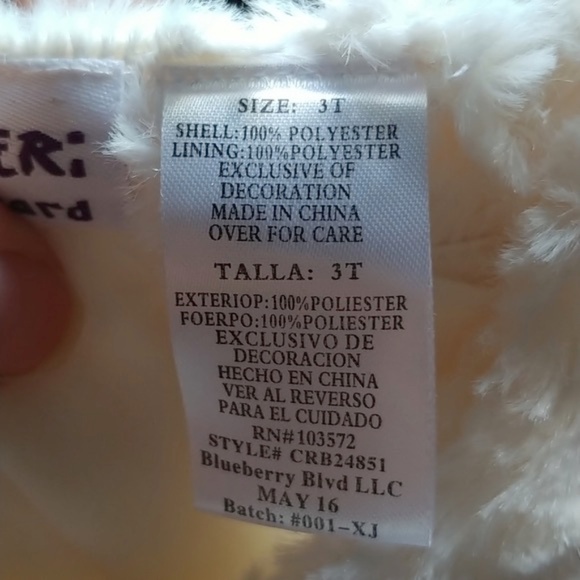 ERi
ard
SIZE: 3T
SHELL:100% POLYESTER
LINING:100%POLYESTER
EXCLUSIVE OF
DECORATION
MADE IN CHINA
OVER FOR CARE
TALLA: 3T
EXTERIOP:100%POLIESTER
FOERPO:100%POLIESTER
EXCLUSIVO DE
DECORACION
HECHO EN CHINA
VER AL REVERSO
PARA EL CUIDADO
RN#103572
STYLE# CRB24851
Blueberry Blvd LLC
MAY 16
Batch: #001-XJ